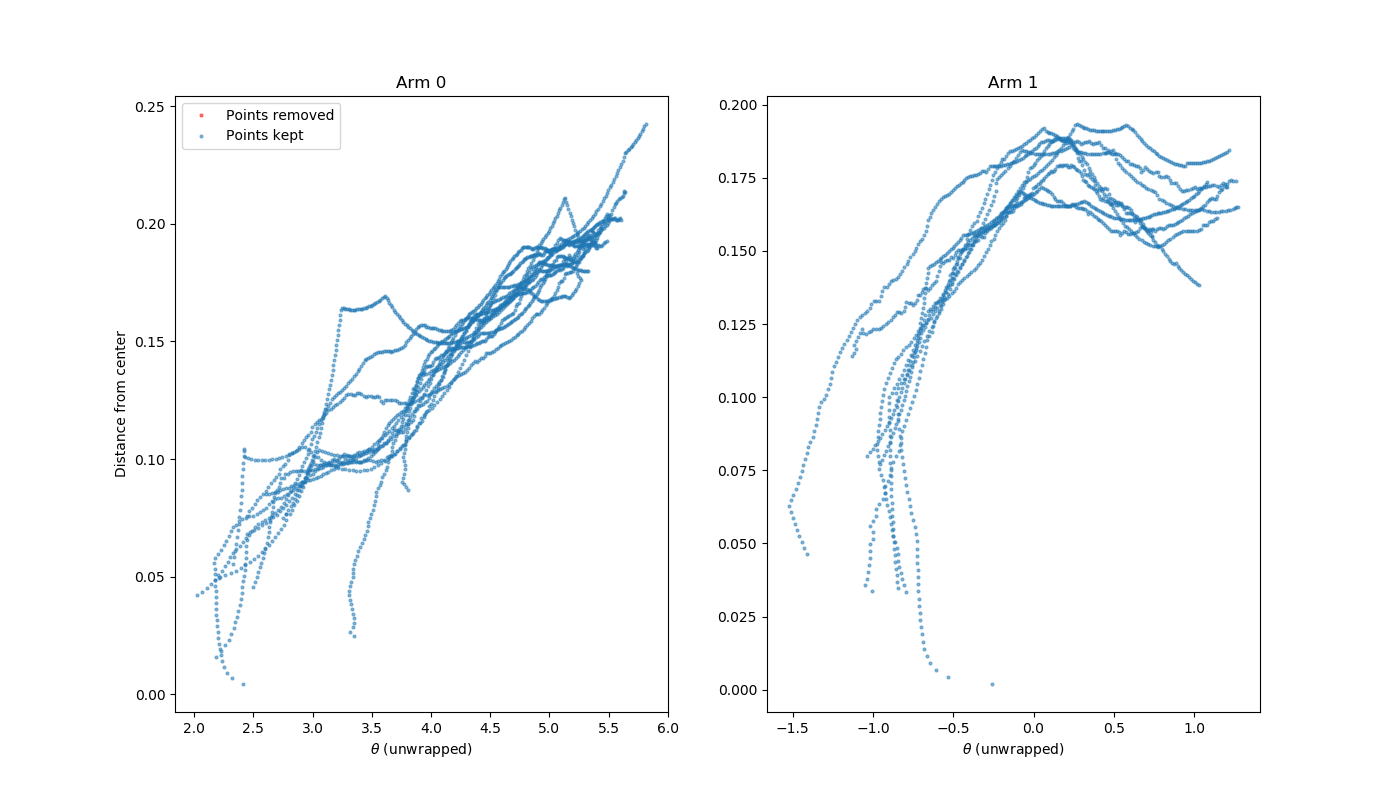 Arm 0
Arm 1
Points removed
Points kept
Distance from center
0.25
0.20
0.15
0.10
0.05
0.00
2.0 2.5 3.0 3.5 4.0 4.5 5.0 5.5 6.0
θ (unwrapped)
0.200
0.175
0.150
0.125
0.100
0.075
0.050
0.025
0.000
−1.5 −1.0 −0.5 0.0 0.5 1.0
θ (unwrapped)